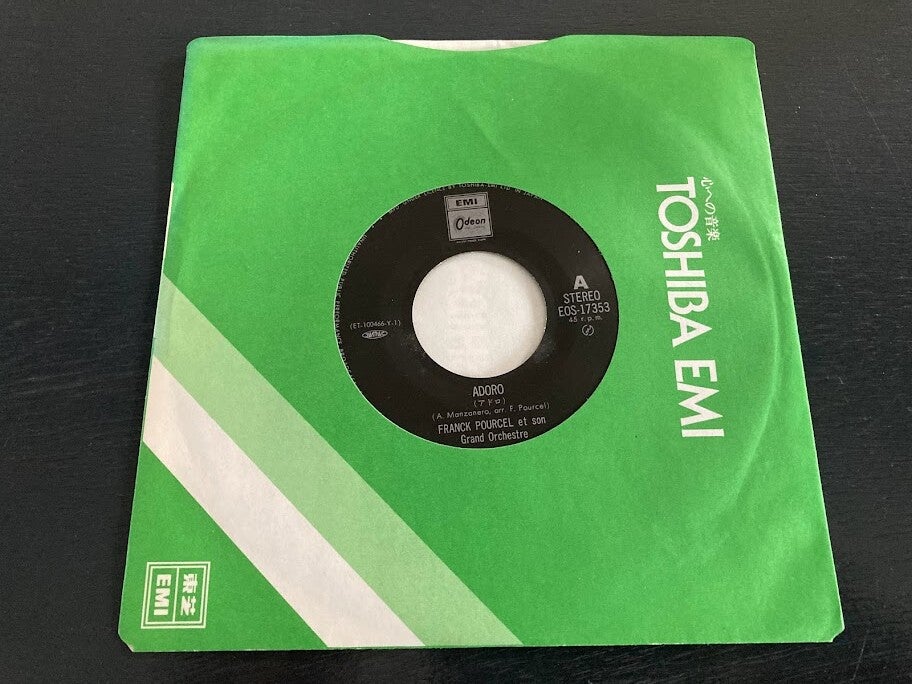 EMI
Odeon
A
STEREO
EOS-17353
45 r.p.m.
(ET-100466-Y-1)
ADORO
(アドロ)
(A. Manzanero, arr. F. Pourcel)
FRANCK POURCEL et son
Grand Orchestre
心への音楽
TOSHIBA EMI
東芝
EMI